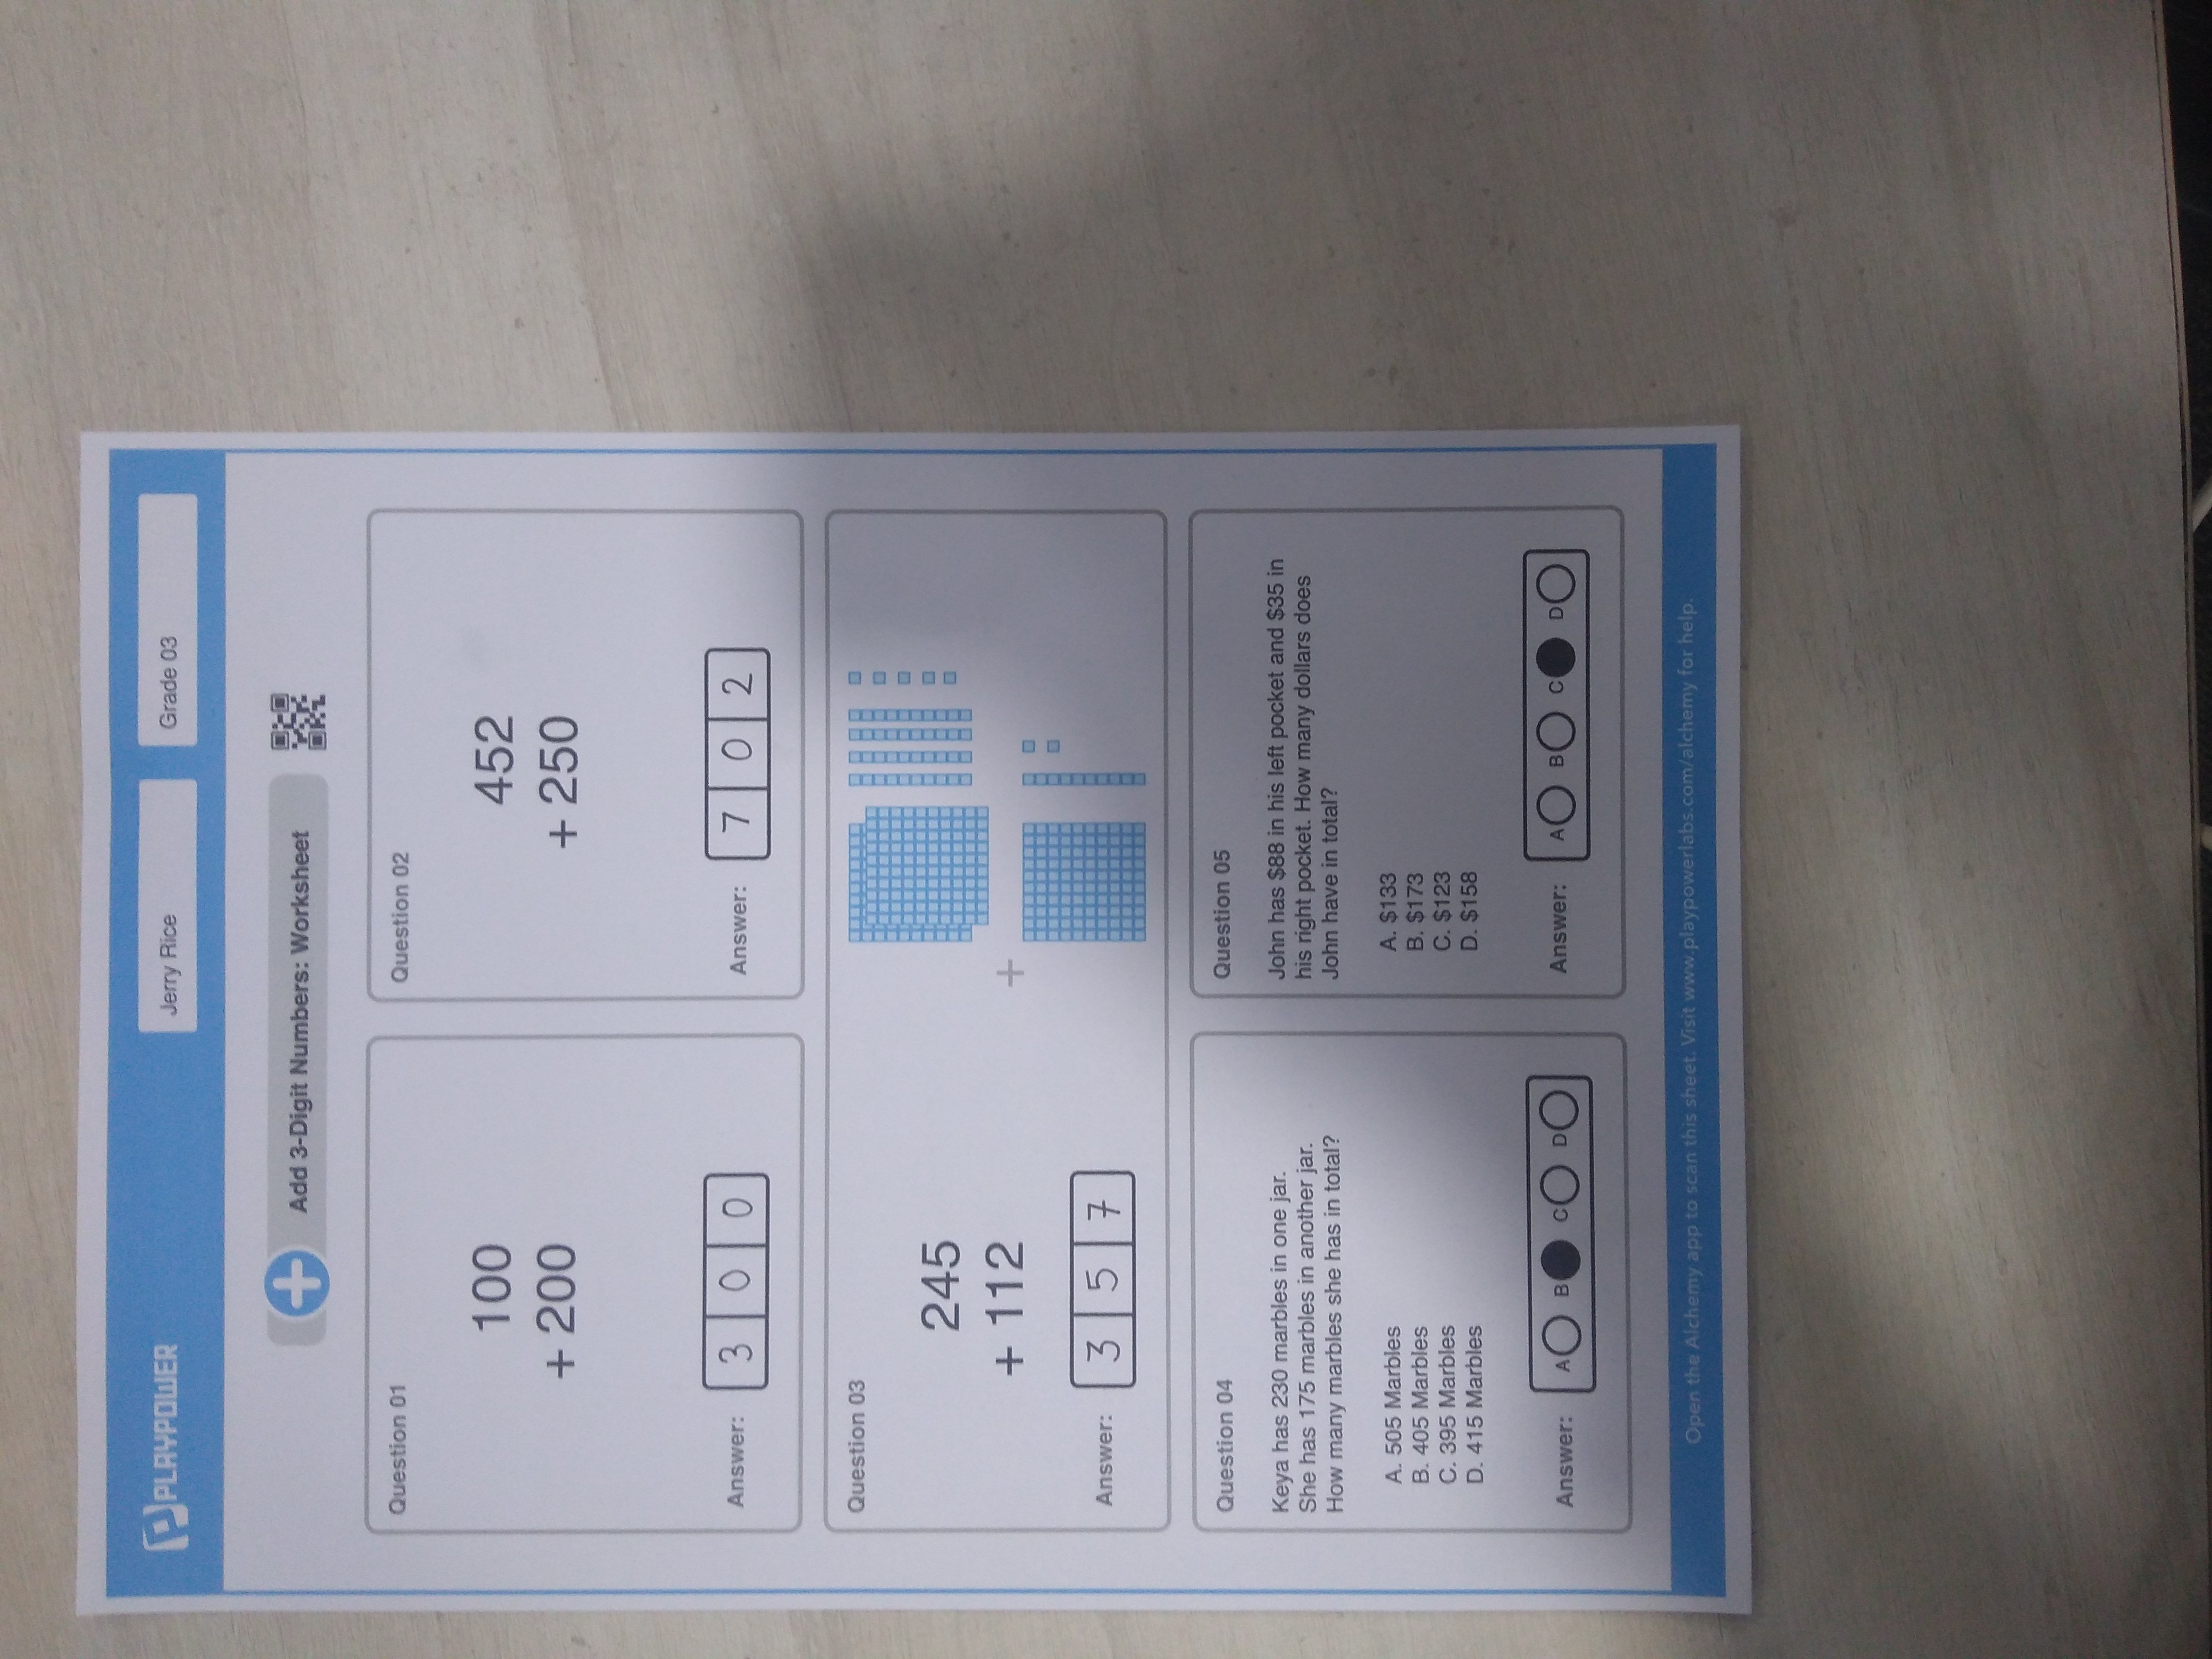 PLAYPOWER
Jerry Rice
Grade 03
Add 3-Digit Numbers: Worksheet
Question 01
100
+ 200
Answer: 3 0 0
Question 02
452
+ 250
Answer: 7 0 2
Question 03
245
+ 112
Answer: 3 5 7
+
Question 04
Keya has 230 marbles in one jar.
She has 175 marbles in another jar.
How many marbles she has in total?
A. 505 Marbles
B. 405 Marbles
C. 395 Marbles
D. 415 Marbles
Answer: A B C D
Question 05
John has $88 in his left pocket and $35 in
his right pocket. How many dollars does
John have in total?
A. $133
B. $173
C. $123
D. $158
Answer: A B C D
Open the Alchemy app to scan this sheet. Visit www.playpowerlabs.com/alchemy for help.